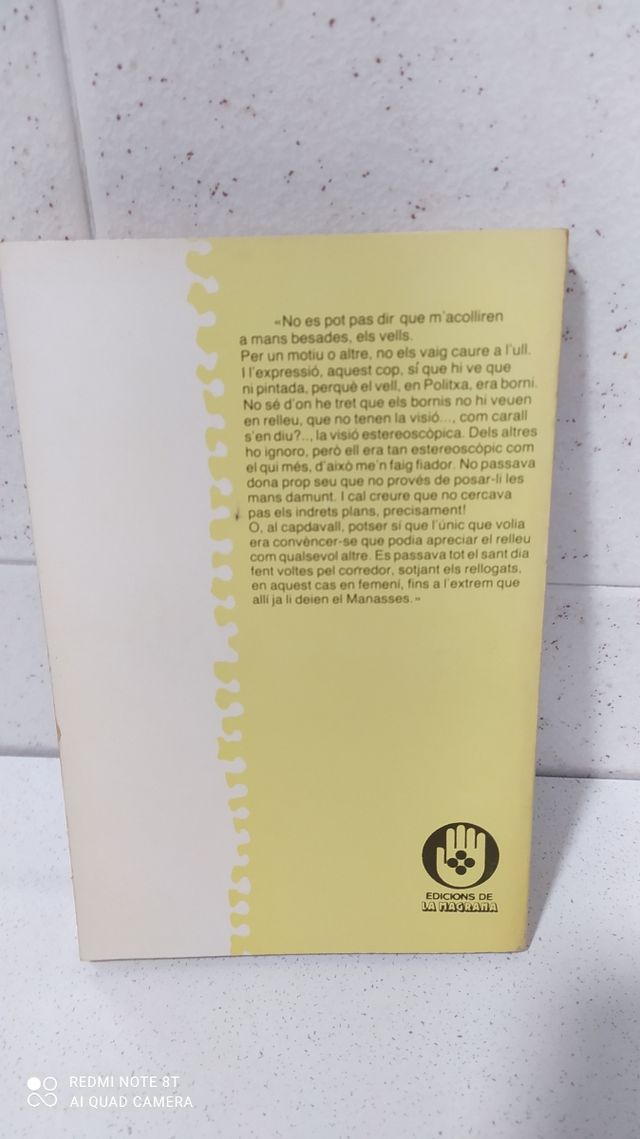 «No es pot pas dir que m'acolliren
a mans besades, els vells.
Per un motiu o altre, no els vaig caure a l'ull.
I l'expressió, aquest cop, sí que hi ve que
ni pintada, perquè el vell, en Politxa, era borni.
No sé d'on he tret que els bornis no hi veuen
en relleu, que no tenen la visió..., com carall
s'en diu?.., la visió estereoscòpica. Dels altres
ho ignoro, però ell era tan estereoscòpic com
el qui més, d'això me'n faig fiador. No passava
dona prop seu que no provés de posar-li les
mans damunt. I cal creure que no cercava
pas els indrets plans, precisament!
O, al capdavall, potser sí que l'únic que volia
era convèncer-se que podia apreciar el relleu
com qualsevol altre. Es passava tot el sant dia
fent voltes pel corredor, sotjant els rellogats,
en aquest cas en femení, fins a l'extrem que
allí ja li deien el Manasses.»
EDICIONS DE
LA MAGRANA
REDMI NOTE 8T
AI QUAD CAMERA